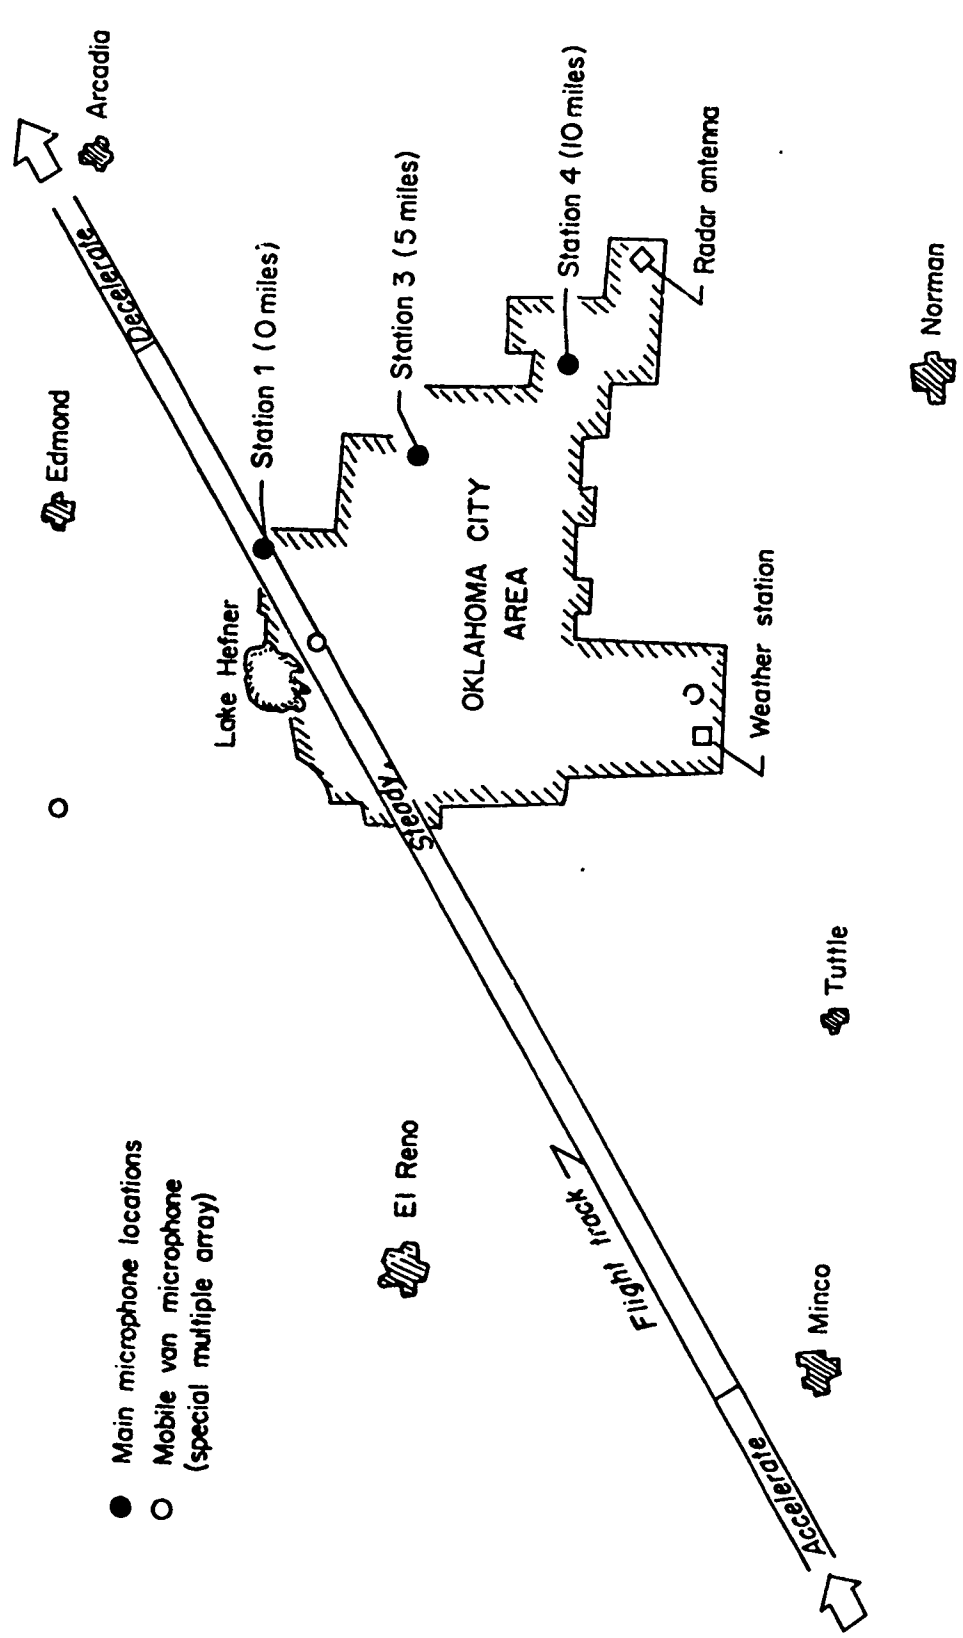 ● Main microphone locations
○ Mobile van microphone
(special multiple array)
Edmond
Arcadia
Decelerate
Lake Hefner
Station 1 (0 miles)
Station 3 (5 miles)
Station 4 (10 miles)
El Reno
Steady
OKLAHOMA CITY
AREA
Radar antenna
Flight track
Weather station
Accelerate
Minco
Tuttle
Norman